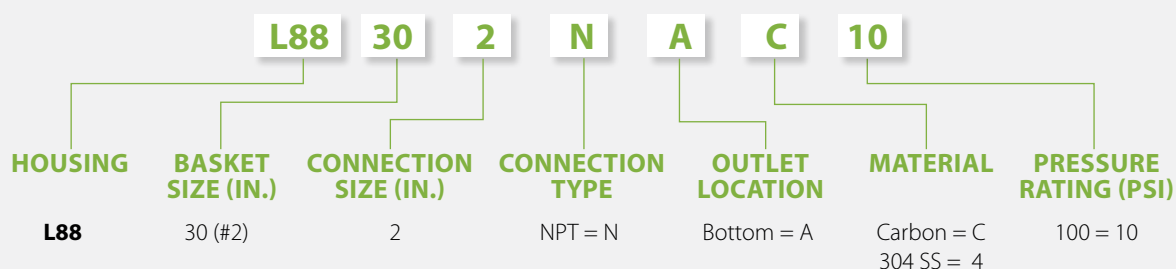 L88 30 2 N A C 10
HOUSING BASKET SIZE (IN.) CONNECTION SIZE (IN.) CONNECTION TYPE OUTLET LOCATION MATERIAL PRESSURE RATING (PSI)
L88 30 (#2) 2 NPT = N Bottom = A Carbon = C 100 = 10
304 SS = 4